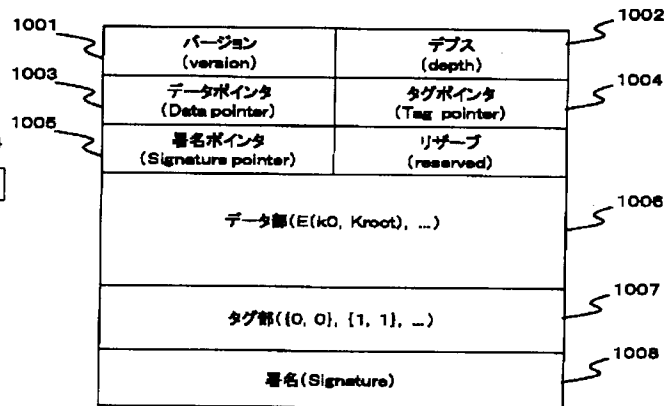 1001
1002
バージョン
(version)
デプス
(depth)
1003
1004
データポインタ
(Data pointer)
タグポインタ
(Tag pointer)
1005
署名ポインタ
(Signature pointer)
リザーブ
(reserved)
1006
データ部(E(k0, Kroot), ...)
1007
タグ部({0, 0}, {1, 1}, ...)
1008
署名(Signature)